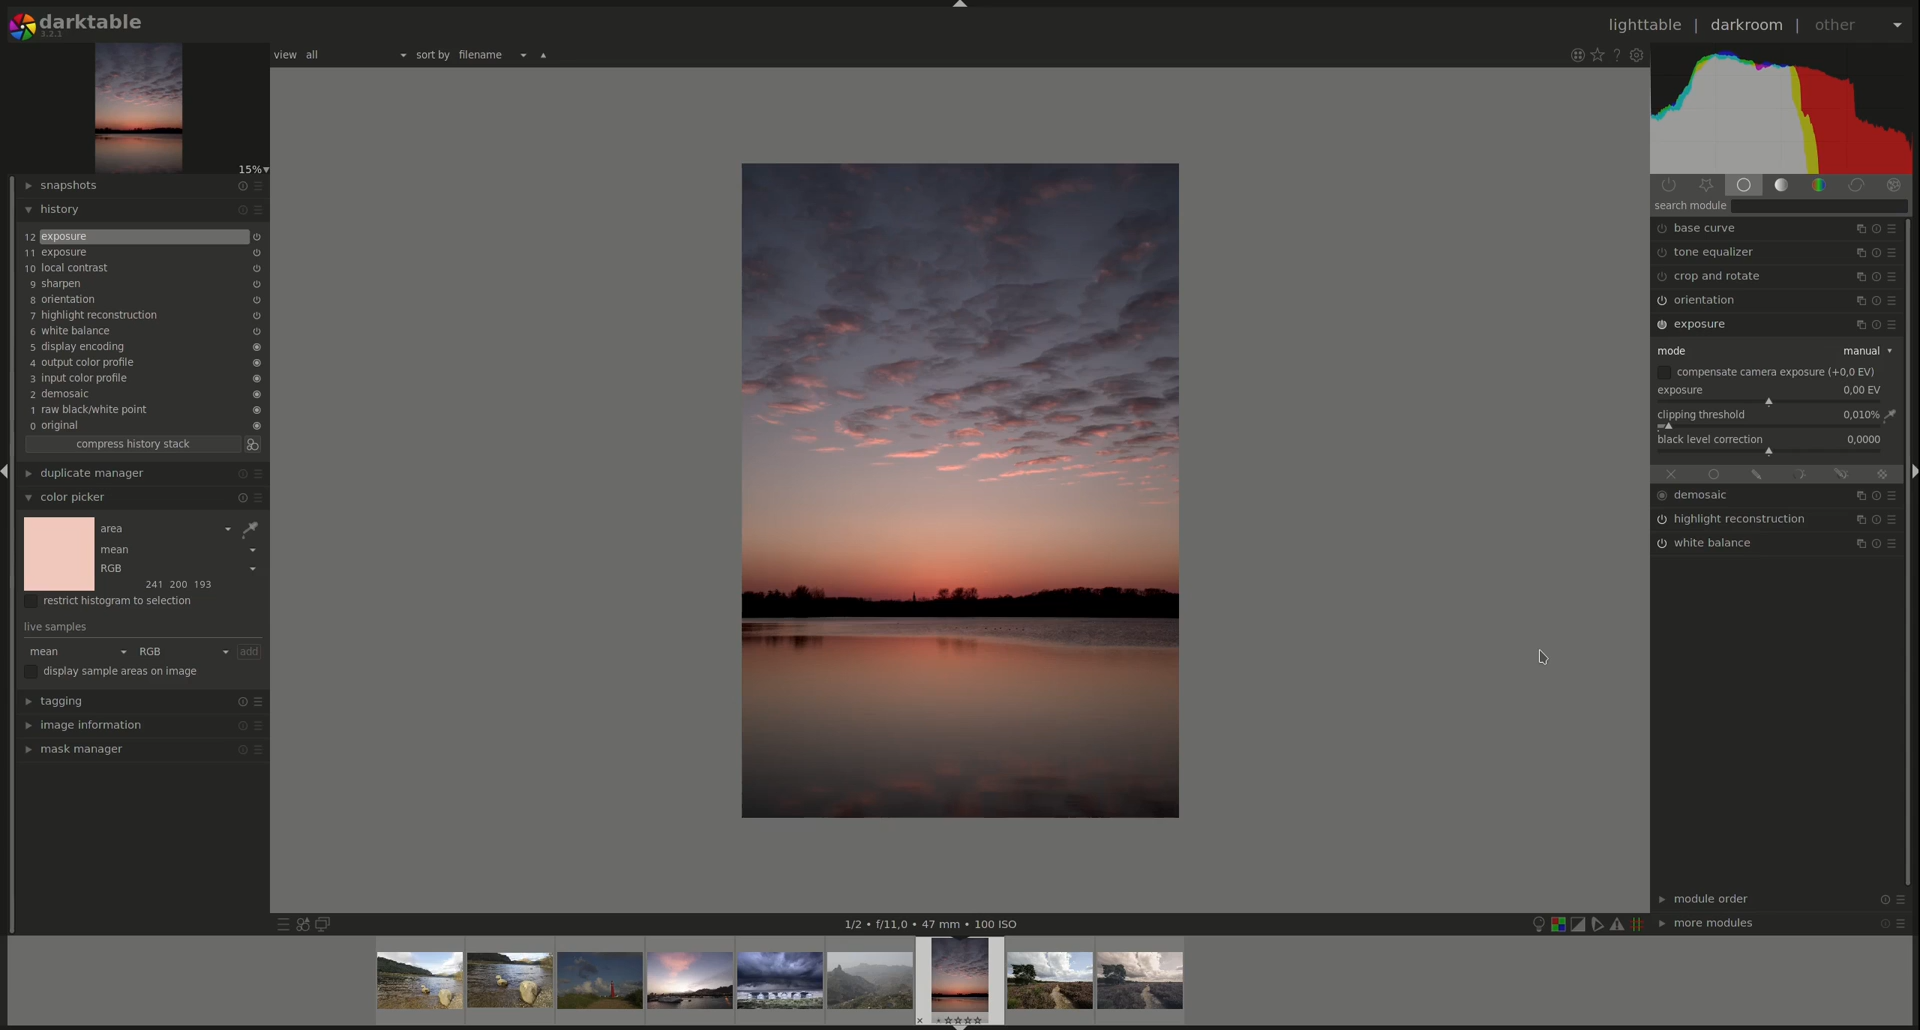 darktable
3.2.1
lighttable | darkroom | other
view all sort by filename
?
15%
snapshots
history
12 exposure
11 exposure
10 local contrast
9 sharpen
8 orientation
7 highlight reconstruction
6 white balance
5 display encoding
4 output color profile
3 input color profile
2 demosaic
1 raw black/white point
0 original
compress history stack
duplicate manager
color picker
area
mean
RGB
241 200 193
restrict histogram to selection
live samples
mean RGB add
display sample areas on image
tagging
image information
mask manager
1/2 • f/11,0 • 47 mm • 100 ISO
search module
base curve
tone equalizer
crop and rotate
orientation
exposure
mode manual
compensate camera exposure (+0,0 EV)
exposure 0,00 EV
clipping threshold 0,010%
black level correction 0,0000
demosaic
highlight reconstruction
white balance
module order
more modules